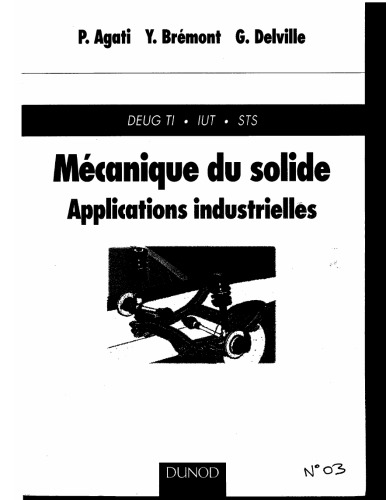 P. Agati Y. Brémont G. Delville
DEUG TI • IUT • STS
Mécanique du solide
Applications industrielles
DUNOD
N° 03